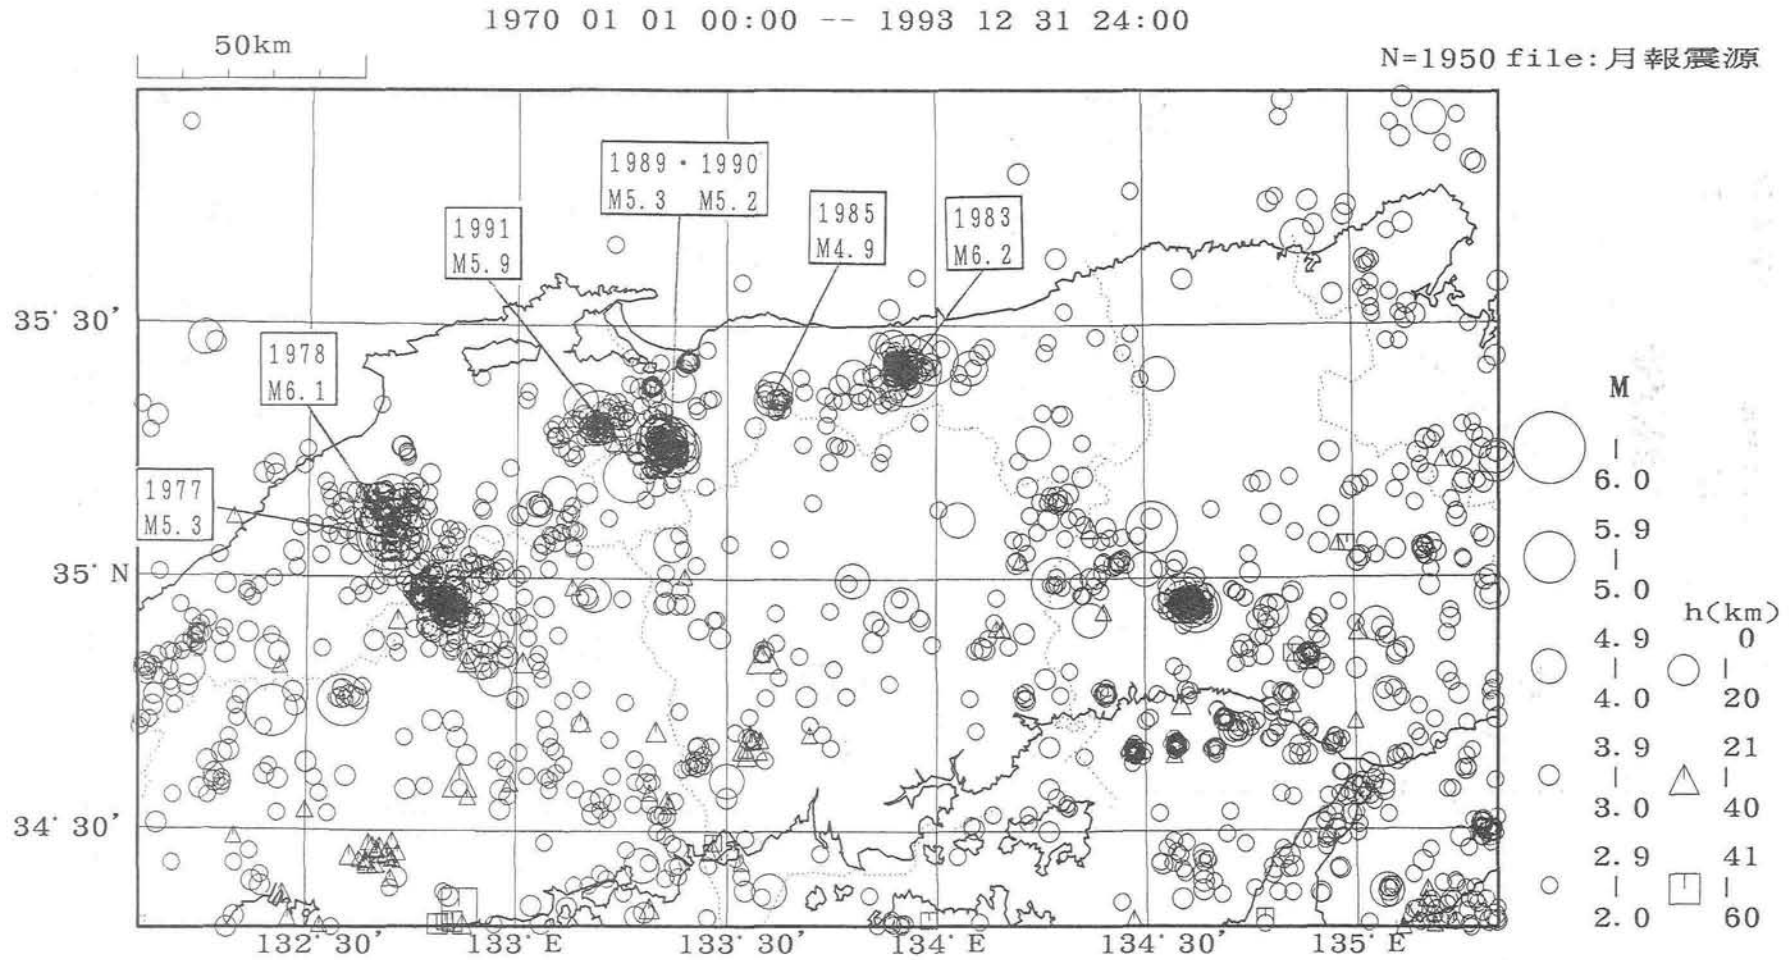 1970 01 01 00:00 -- 1993 12 31 24:00
50km
N=1950 file:月報震源
1989・1990
M5.3 M5.2
1991
M5.9
1985
M4.9
1983
M6.2
1978
M6.1
1977
M5.3
35°30'
35°N
34°30'
132°30'
133°E
133°30'
134°E
134°30'
135°E
M
6.0
5.9
5.0
4.9
4.0
3.9
3.0
2.9
2.0
h(km)
0
20
21
40
41
60